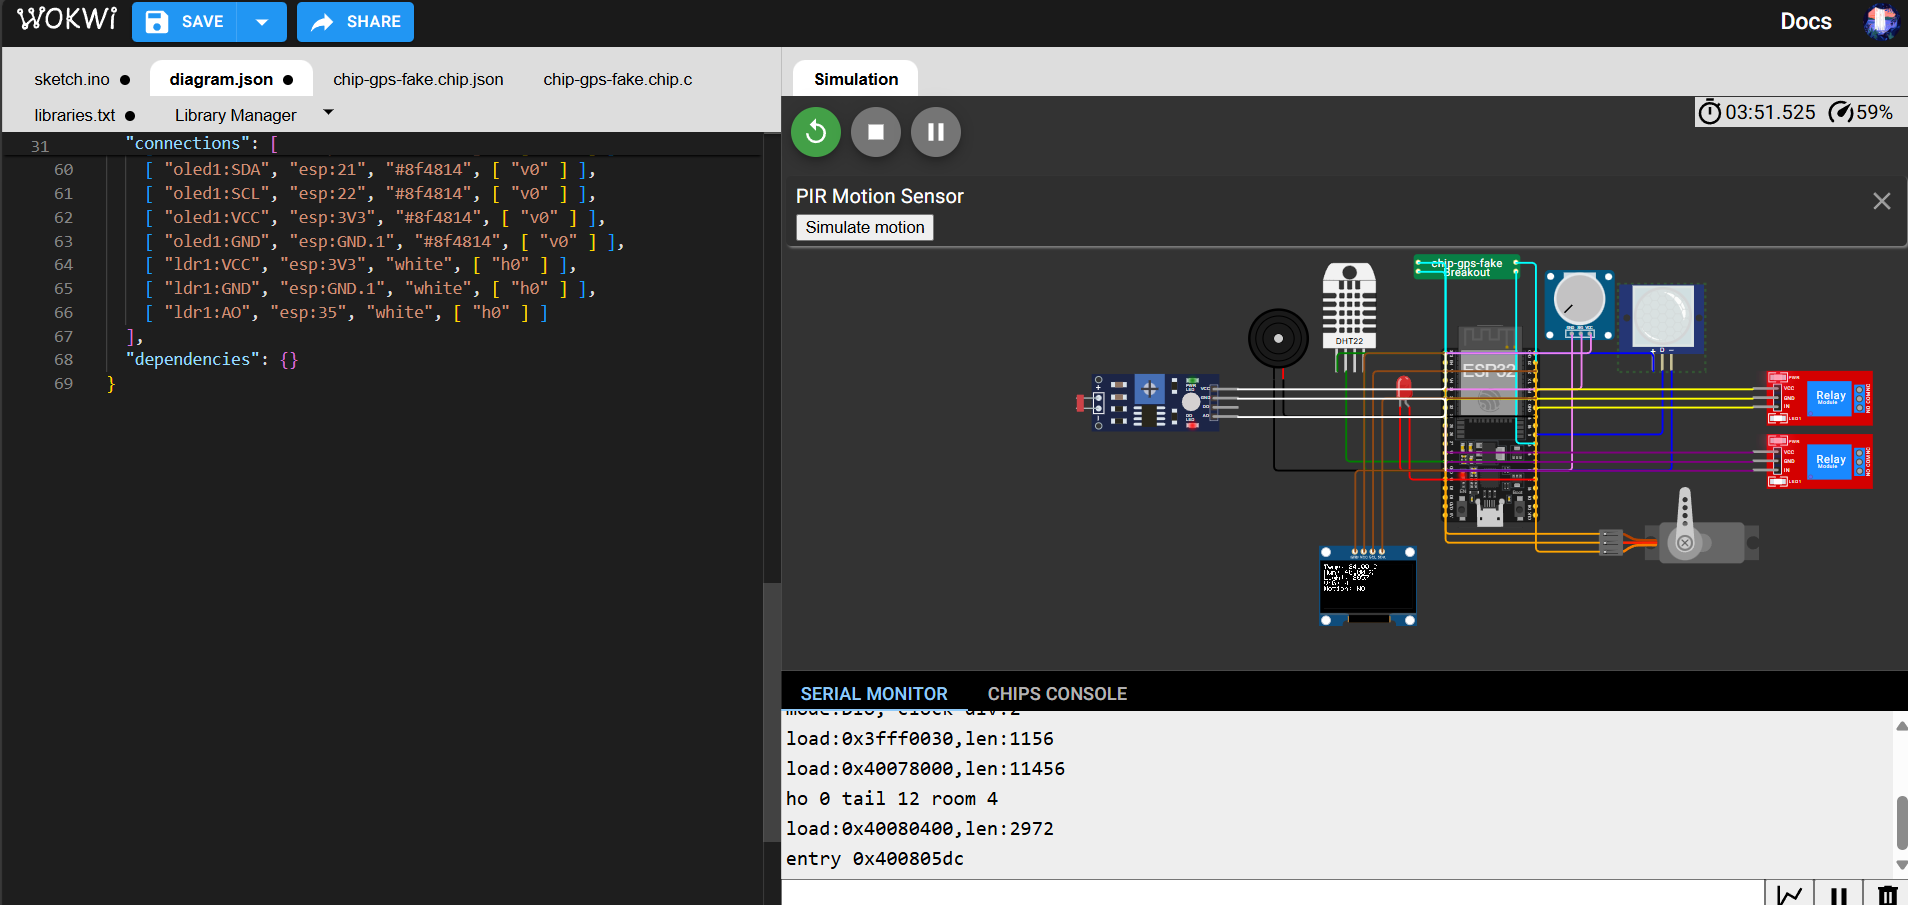 WOKWI
SAVE
SHARE
Docs
sketch.ino
diagram.json
chip-gps-fake.chip.json
chip-gps-fake.chip.c
libraries.txt
Library Manager
31 "connections": [
60 [ "oled1:SDA", "esp:21", "#8f4814", [ "v0" ] ],
61 [ "oled1:SCL", "esp:22", "#8f4814", [ "v0" ] ],
62 [ "oled1:VCC", "esp:3V3", "#8f4814", [ "v0" ] ],
63 [ "oled1:GND", "esp:GND.1", "#8f4814", [ "v0" ] ],
64 [ "ldr1:VCC", "esp:3V3", "white", [ "h0" ] ],
65 [ "ldr1:GND", "esp:GND.1", "white", [ "h0" ] ],
66 [ "ldr1:AO", "esp:35", "white", [ "h0" ] ]
67 ],
68 "dependencies": {}
69 }
Simulation
03:51.525
59%
PIR Motion Sensor
Simulate motion
chip-gps-fake
Breakout
DHT22
ESP32
Relay
Module
Relay
Module
SERIAL MONITOR
CHIPS CONSOLE
mode:DIO, clock div:2
load:0x3fff0030,len:1156
load:0x40078000,len:11456
ho 0 tail 12 room 4
load:0x40080400,len:2972
entry 0x400805dc